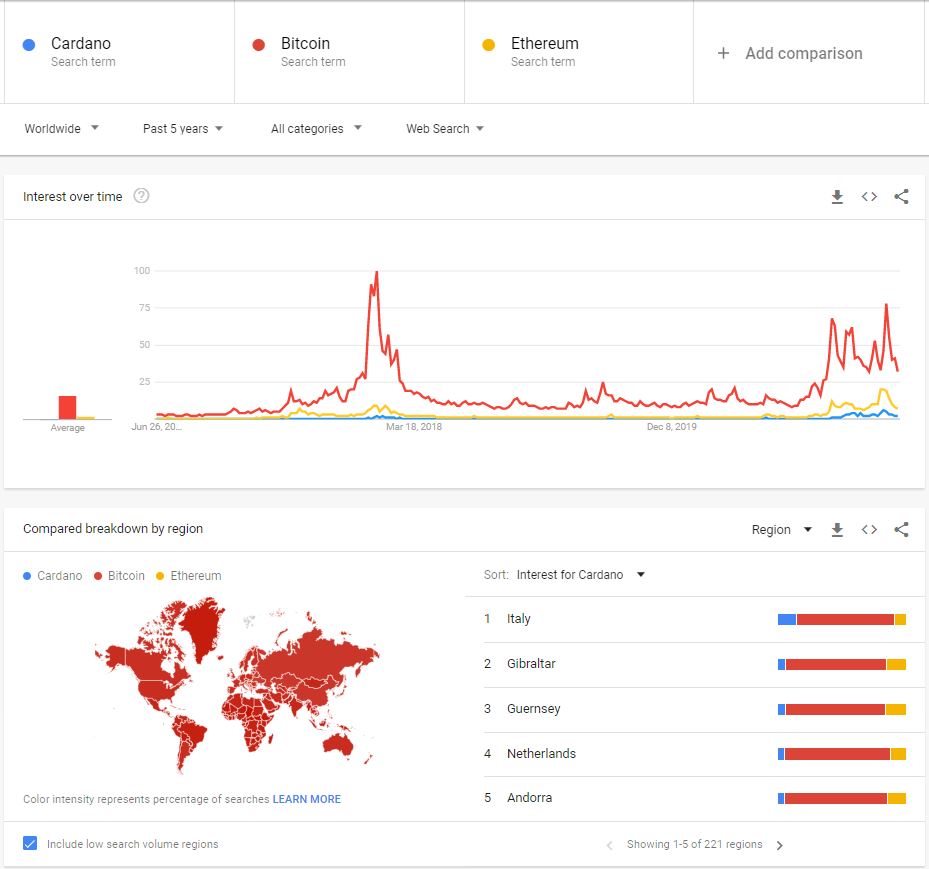 Cardano
Search term
Bitcoin
Search term
Ethereum
Search term
+ Add comparison
Worldwide
Past 5 years
All categories
Web Search
Interest over time ?
100
75
50
25
Average
Jun 26, 20...
Mar 18, 2018
Dec 8, 2019
Compared breakdown by region
Region
Cardano
Bitcoin
Ethereum
Sort: Interest for Cardano
1 Italy
2 Gibraltar
3 Guernsey
4 Netherlands
5 Andorra
Color intensity represents percentage of searches LEARN MORE
Include low search volume regions
Showing 1-5 of 221 regions